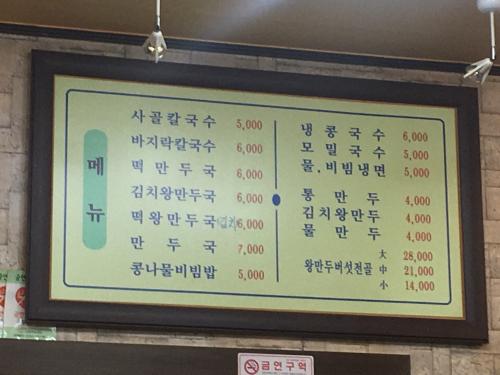 메뉴
사골칼국수 5,000
바지락칼국수 6,000
떡만두국 6,000
김치왕만두국 6,000
떡왕만두국 6,000
만두국 7,000
콩나물비빔밥 5,000
냉콩국수 6,000
모밀국수 5,000
물,비빔냉면 5,000
통만두 4,000
김치왕만두 4,000
물만두 4,000
왕만두버섯전골 大 28,000
中 21,000
小 14,000
금연구역